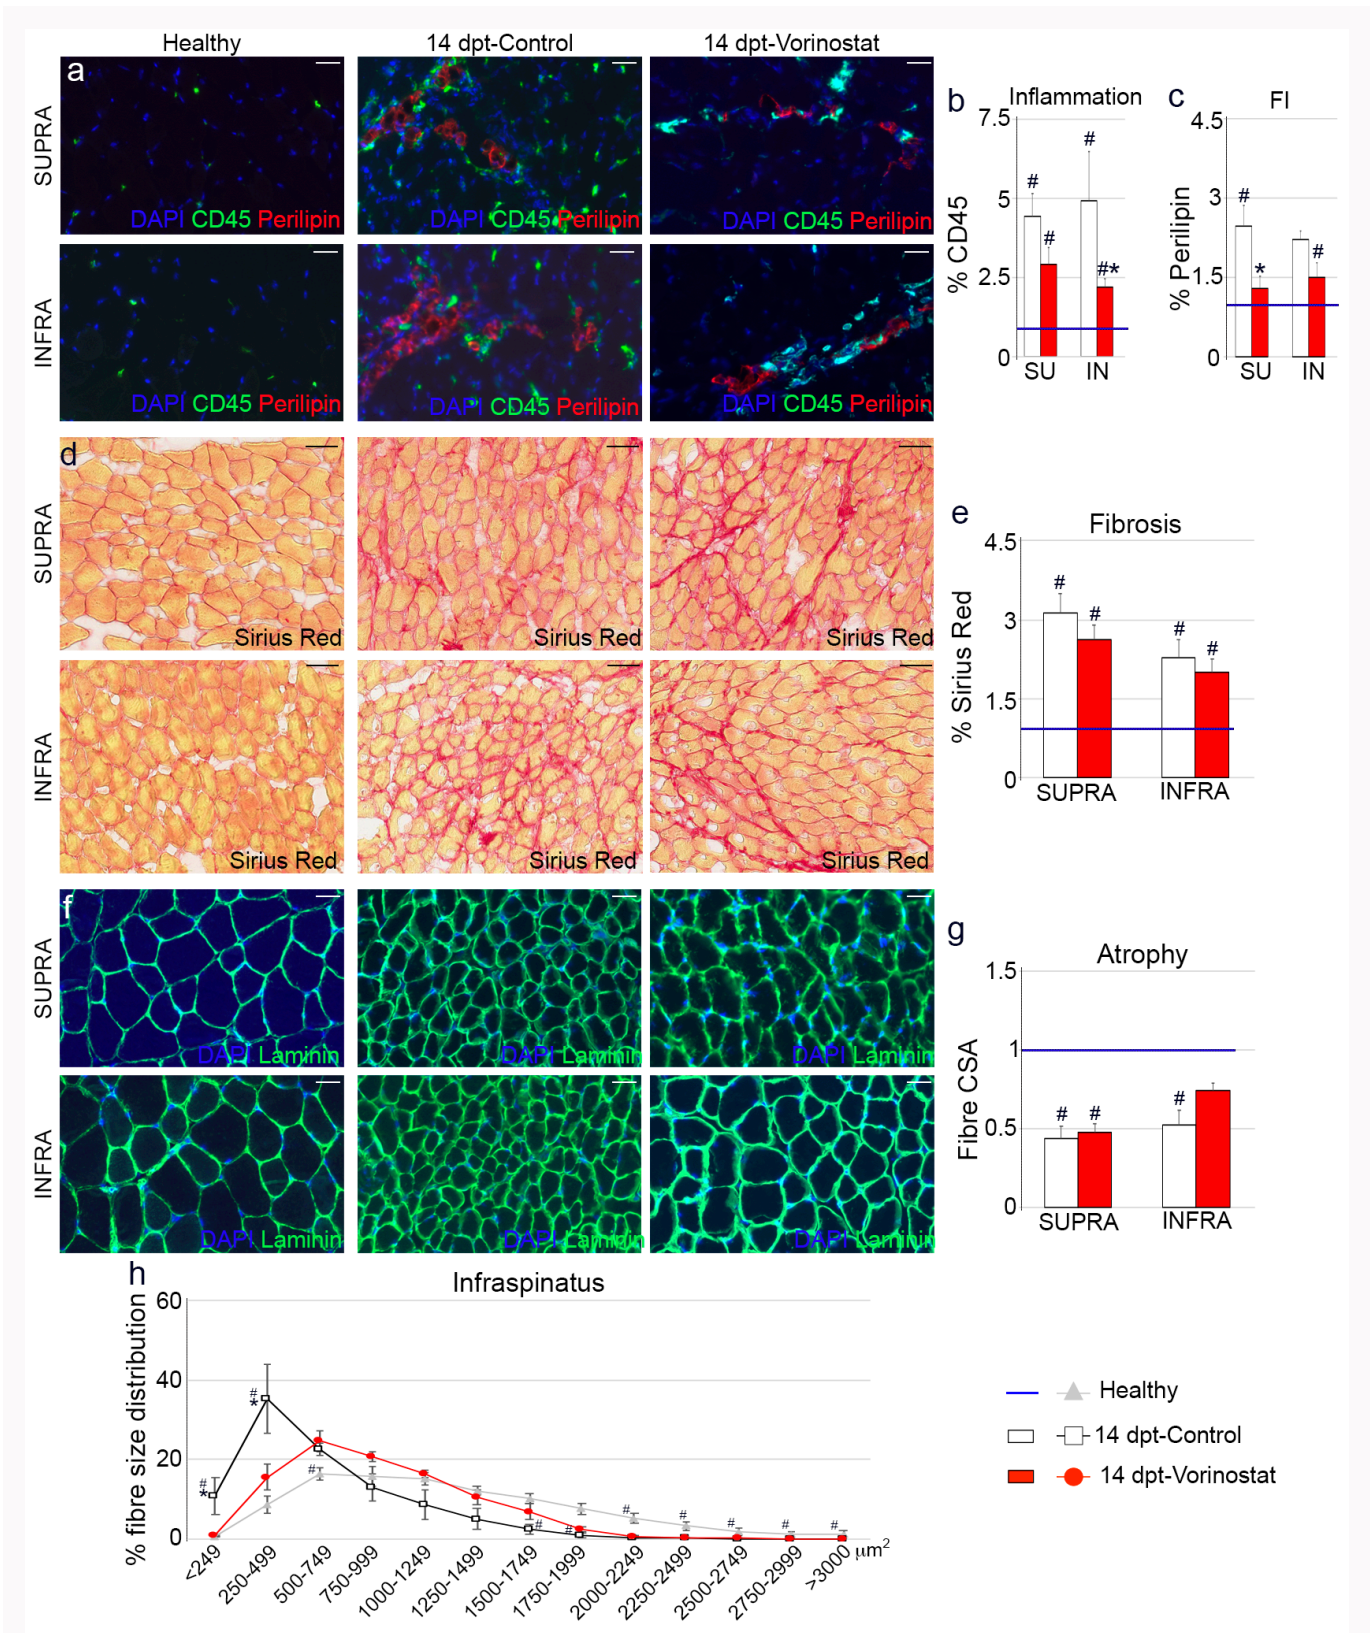 Healthy
14 dpt-Control
14 dpt-Vorinostat
a
SUPRA
DAPI CD45 Perilipin
DAPI CD45 Perilipin
DAPI CD45 Perilipin
INFRA
DAPI CD45 Perilipin
DAPI CD45 Perilipin
DAPI CD45 Perilipin
b
Inflammation
% CD45
7.5
5
2.5
0
#
#
#
#*
SU
IN
c
FI
% Perilipin
4.5
3
1.5
0
#
*
#
SU
IN
d
SUPRA
Sirius Red
Sirius Red
Sirius Red
INFRA
Sirius Red
Sirius Red
Sirius Red
e
Fibrosis
% Sirius Red
4.5
3
1.5
0
#
#
#
#
SUPRA
INFRA
f
SUPRA
DAPI Laminin
DAPI Laminin
DAPI Laminin
INFRA
DAPI Laminin
DAPI Laminin
DAPI Laminin
g
Atrophy
Fibre CSA
1.5
1
0.5
0
#
#
#
SUPRA
INFRA
h
Infraspinatus
% fibre size distribution
60
40
20
0
#
*
#
*
#
#
#
#
#
#
#
#
<249
250-499
500-749
750-999
1000-1249
1250-1499
1500-1749
1750-1999
2000-2249
2250-2499
2500-2749
2750-2999
>3000
μm²
Healthy
14 dpt-Control
14 dpt-Vorinostat